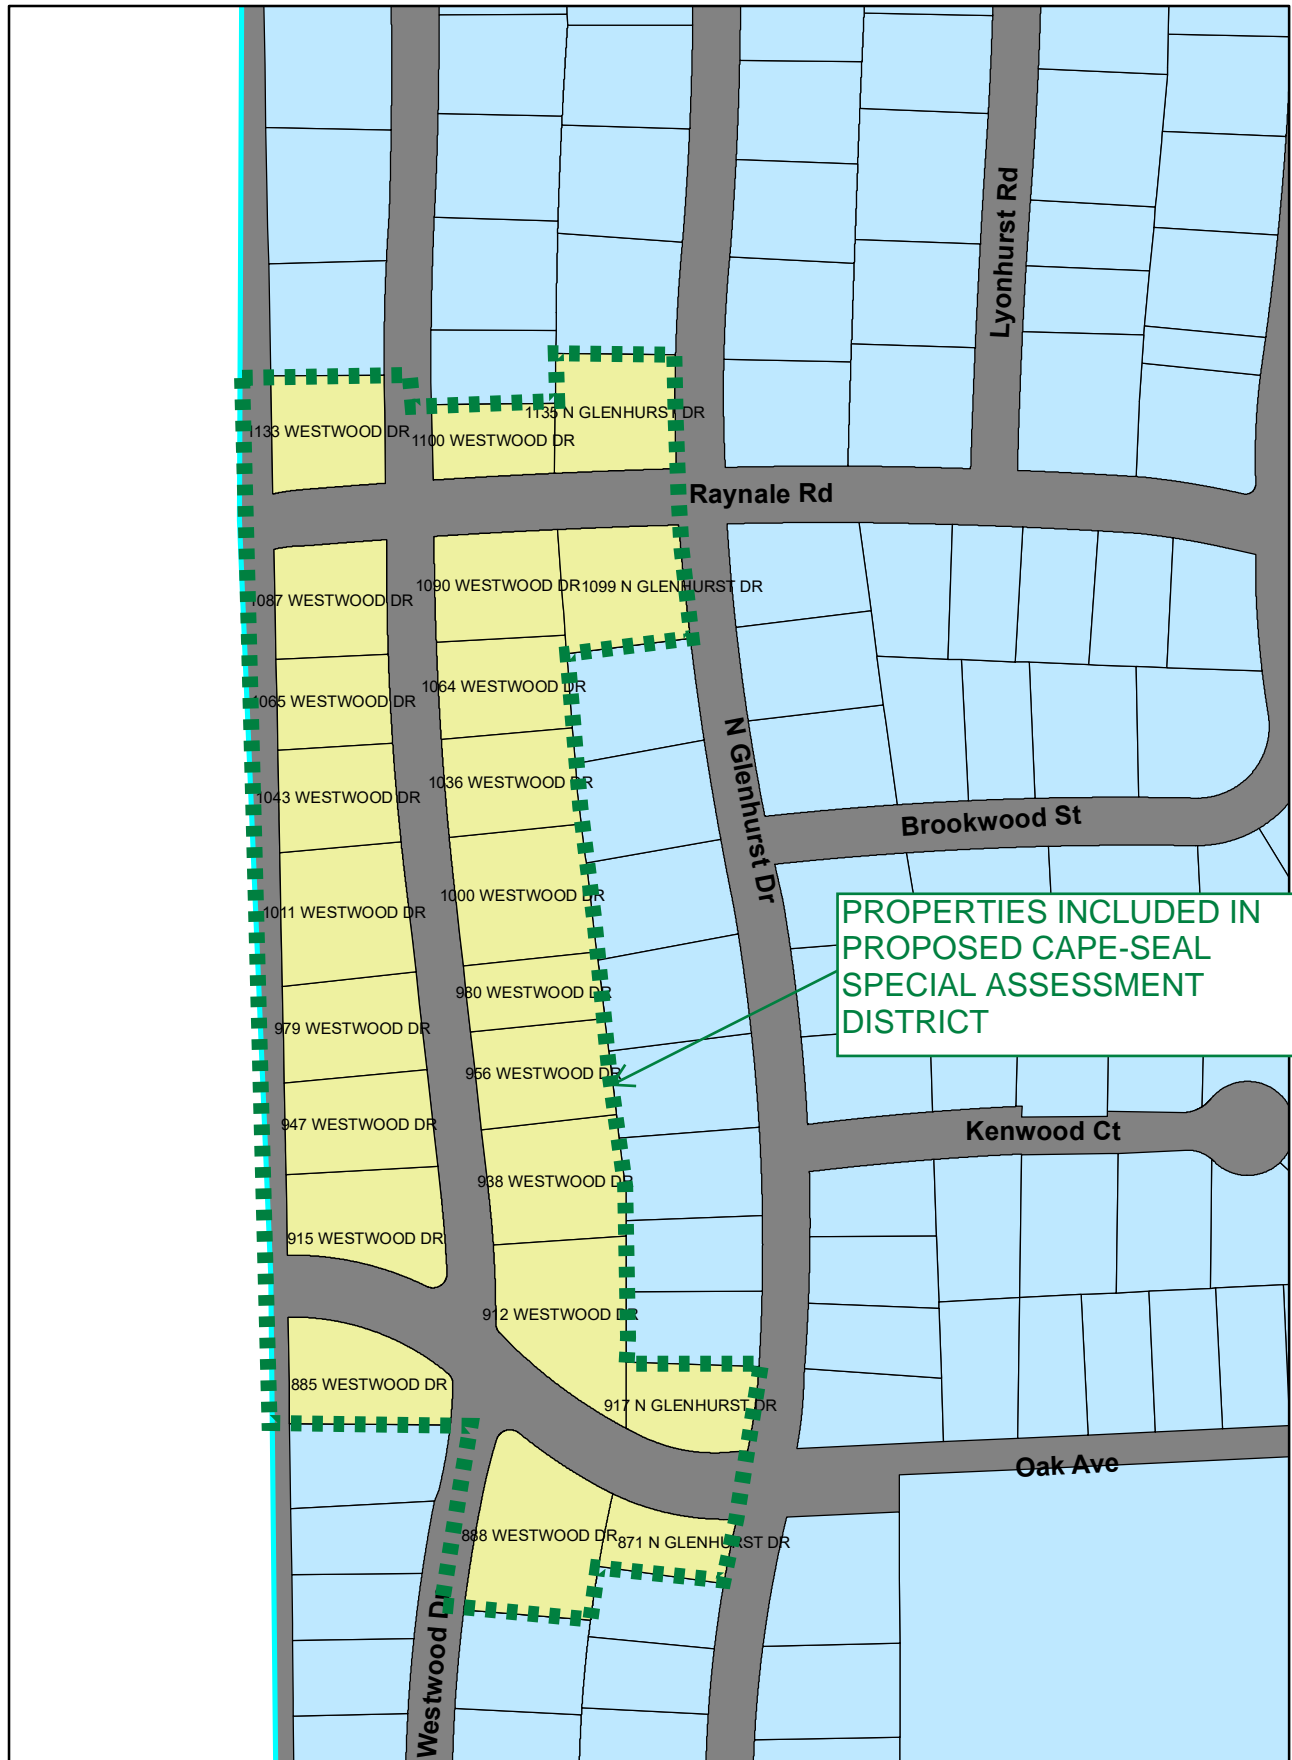 Lyonhurst Rd
1135 N GLENHURST DR
1133 WESTWOOD DR
1100 WESTWOOD DR
Raynale Rd
1090 WESTWOOD DR
1099 N GLENHURST DR
1087 WESTWOOD DR
1064 WESTWOOD DR
1065 WESTWOOD DR
N Glenhurst Dr
1036 WESTWOOD DR
1043 WESTWOOD DR
Brookwood St
1000 WESTWOOD DR
1011 WESTWOOD DR
PROPERTIES INCLUDED IN
PROPOSED CAPE-SEAL
SPECIAL ASSESSMENT
DISTRICT
980 WESTWOOD DR
979 WESTWOOD DR
956 WESTWOOD DR
947 WESTWOOD DR
Kenwood Ct
938 WESTWOOD DR
915 WESTWOOD DR
912 WESTWOOD DR
885 WESTWOOD DR
917 N GLENHURST DR
Oak Ave
888 WESTWOOD DR
871 N GLENHURST DR
Westwood Dr